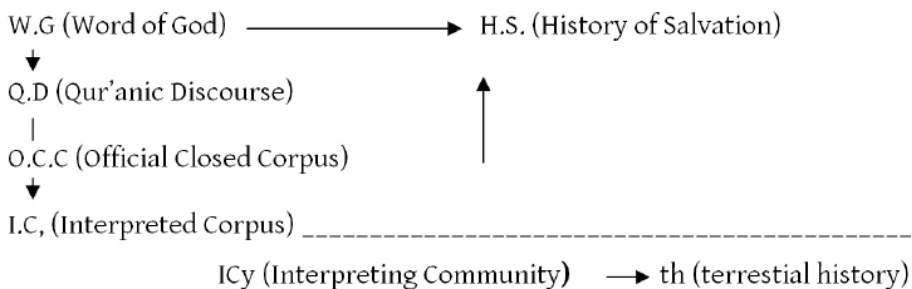 W.G (Word of God) H.S. (History of Salvation)
Q.D (Qur’anic Discourse)
O.C.C (Official Closed Corpus)
I.C, (Interpreted Corpus)
ICy (Interpreting Community) th (terrestial history)